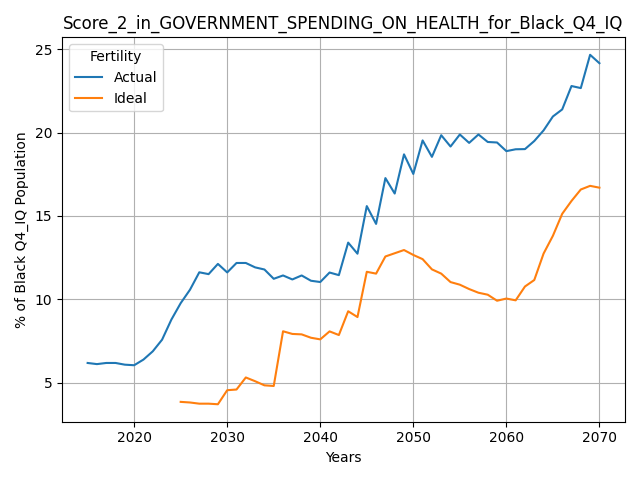 Score_2_in_GOVERNMENT_SPENDING_ON_HEALTH_for_Black_Q4_IQ
Fertility
Actual
Ideal
% of Black Q4_IQ Population
25
20
15
10
5
2020 2030 2040 2050 2060 2070
Years